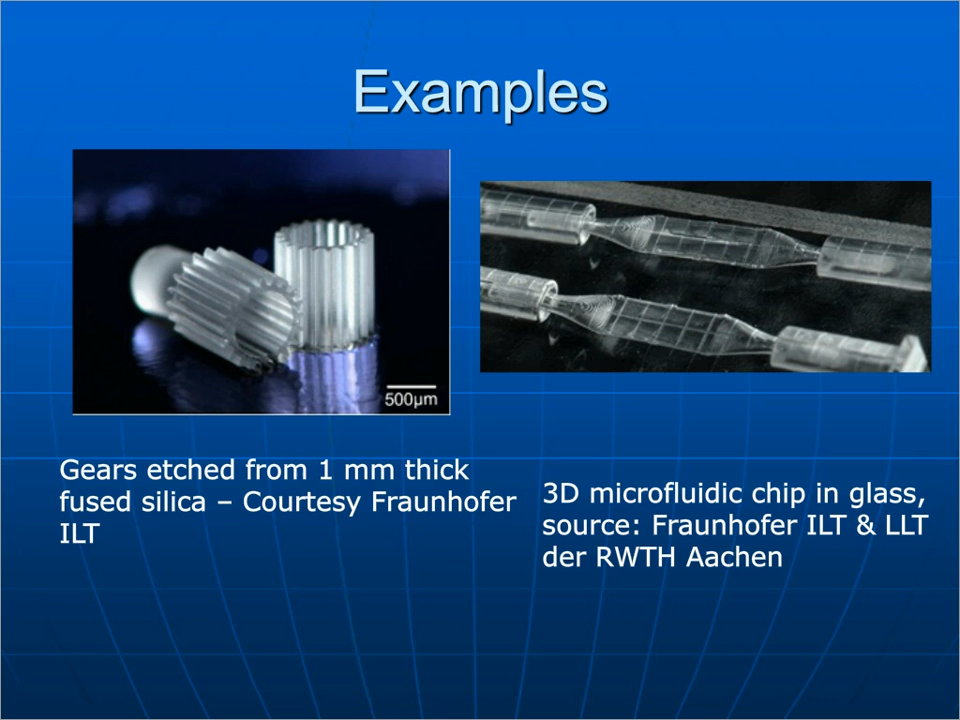 Examples
500µm
Gears etched from 1 mm thick
fused silica – Courtesy Fraunhofer
ILT
3D microfluidic chip in glass,
source: Fraunhofer ILT & LLT
der RWTH Aachen